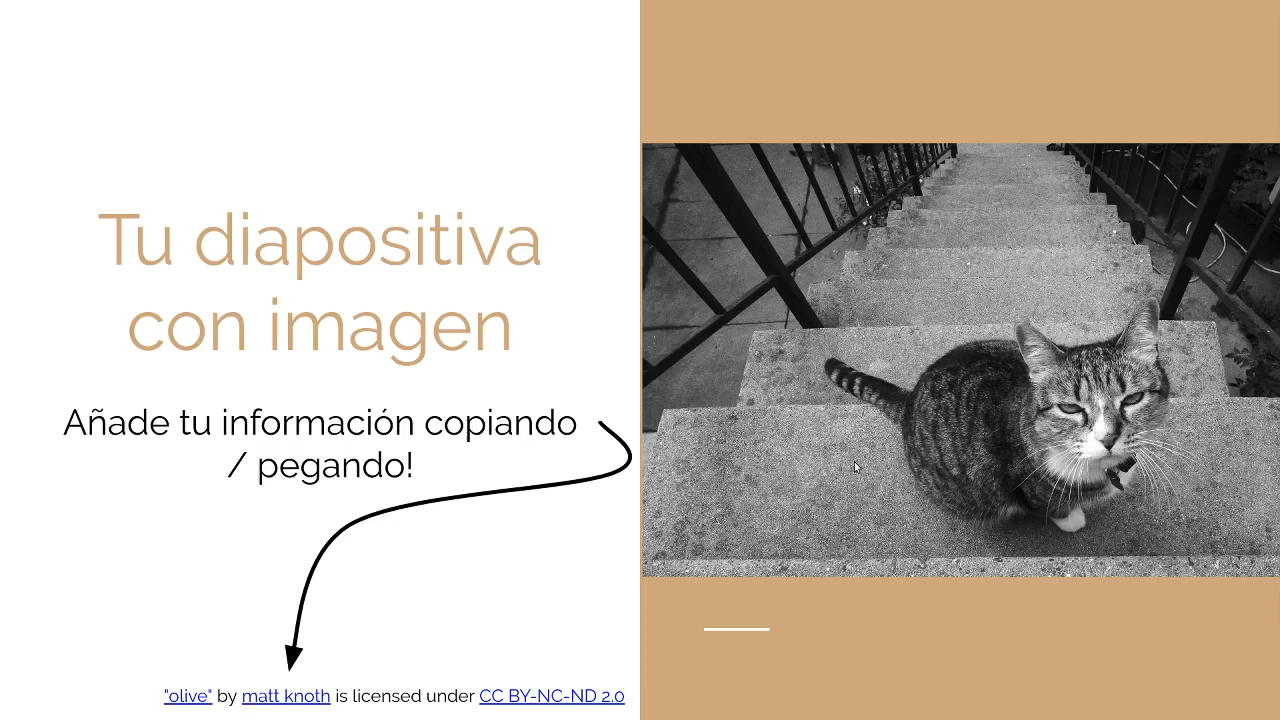 Tu diapositiva
con imagen
Añade tu información copiando
/ pegando!
"olive" by matt knoth is licensed under CC BY-NC-ND 2.0